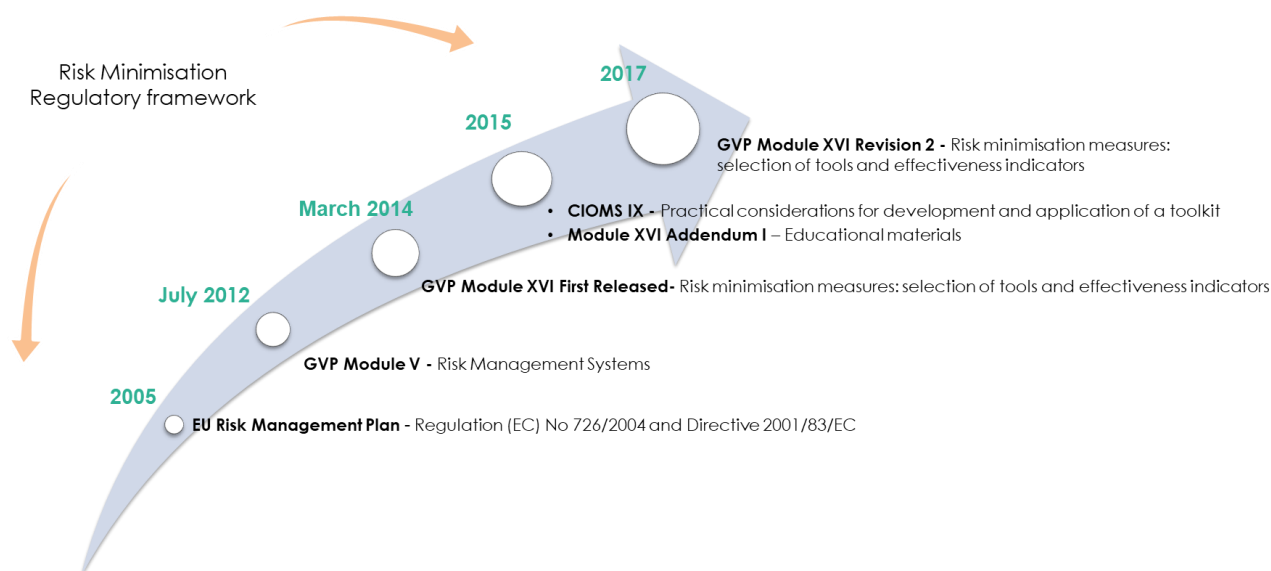 Risk Minimisation
Regulatory framework
2017
GVP Module XVI Revision 2 - Risk minimisation measures:
selection of tools and effectiveness indicators
2015
• CIOMS IX - Practical considerations for development and application of a toolkit
• Module XVI Addendum I – Educational materials
March 2014
GVP Module XVI First Released- Risk minimisation measures: selection of tools and effectiveness indicators
July 2012
GVP Module V - Risk Management Systems
2005
EU Risk Management Plan - Regulation (EC) No 726/2004 and Directive 2001/83/EC